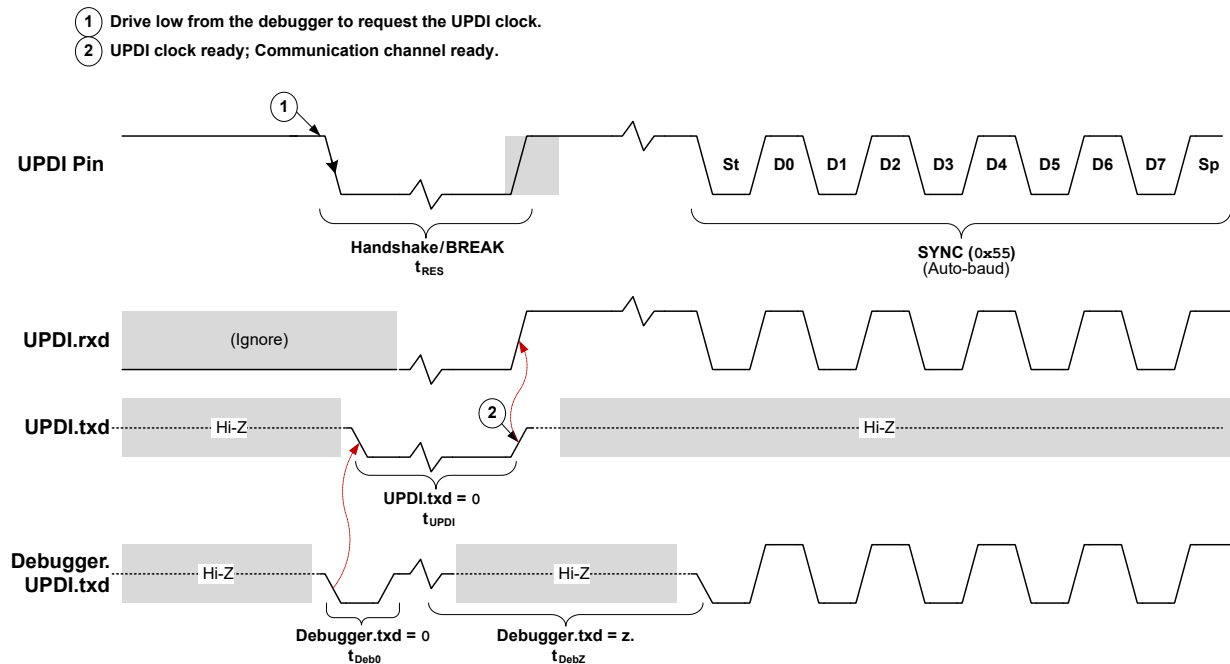 1 Drive low from the debugger to request the UPDI clock.
2 UPDI clock ready; Communication channel ready.
1
UPDI Pin
St D0 D1 D2 D3 D4 D5 D6 D7 Sp
Handshake/BREAK
tRES
SYNC (0x55)
(Auto-baud)
UPDI.rxd
(Ignore)
2
UPDI.txd
Hi-Z
Hi-Z
UPDI.txd = 0
tUPDI
Debugger.
UPDI.txd
Hi-Z
Hi-Z
Debugger.txd = 0
tDeb0
Debugger.txd = z.
tDebZ